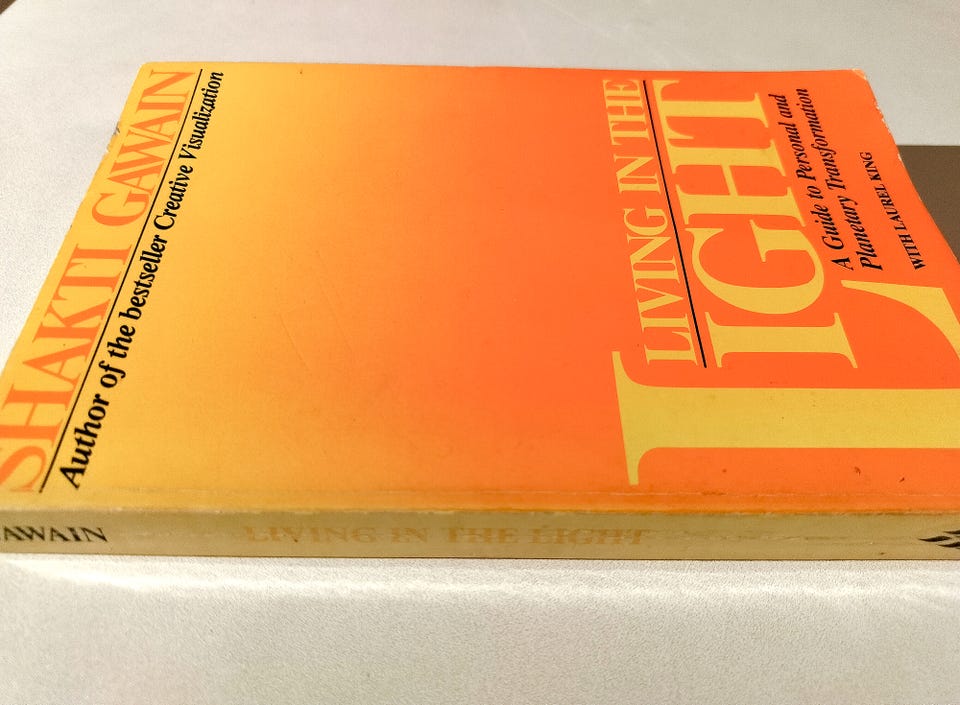 SHAKTI GAWAIN
Author of the bestseller Creative Visualization
LIVING IN THE
LIGHT
A Guide to Personal and
Planetary Transformation
WITH LAUREL KING
GAWAIN
LIVING IN THE LIGHT